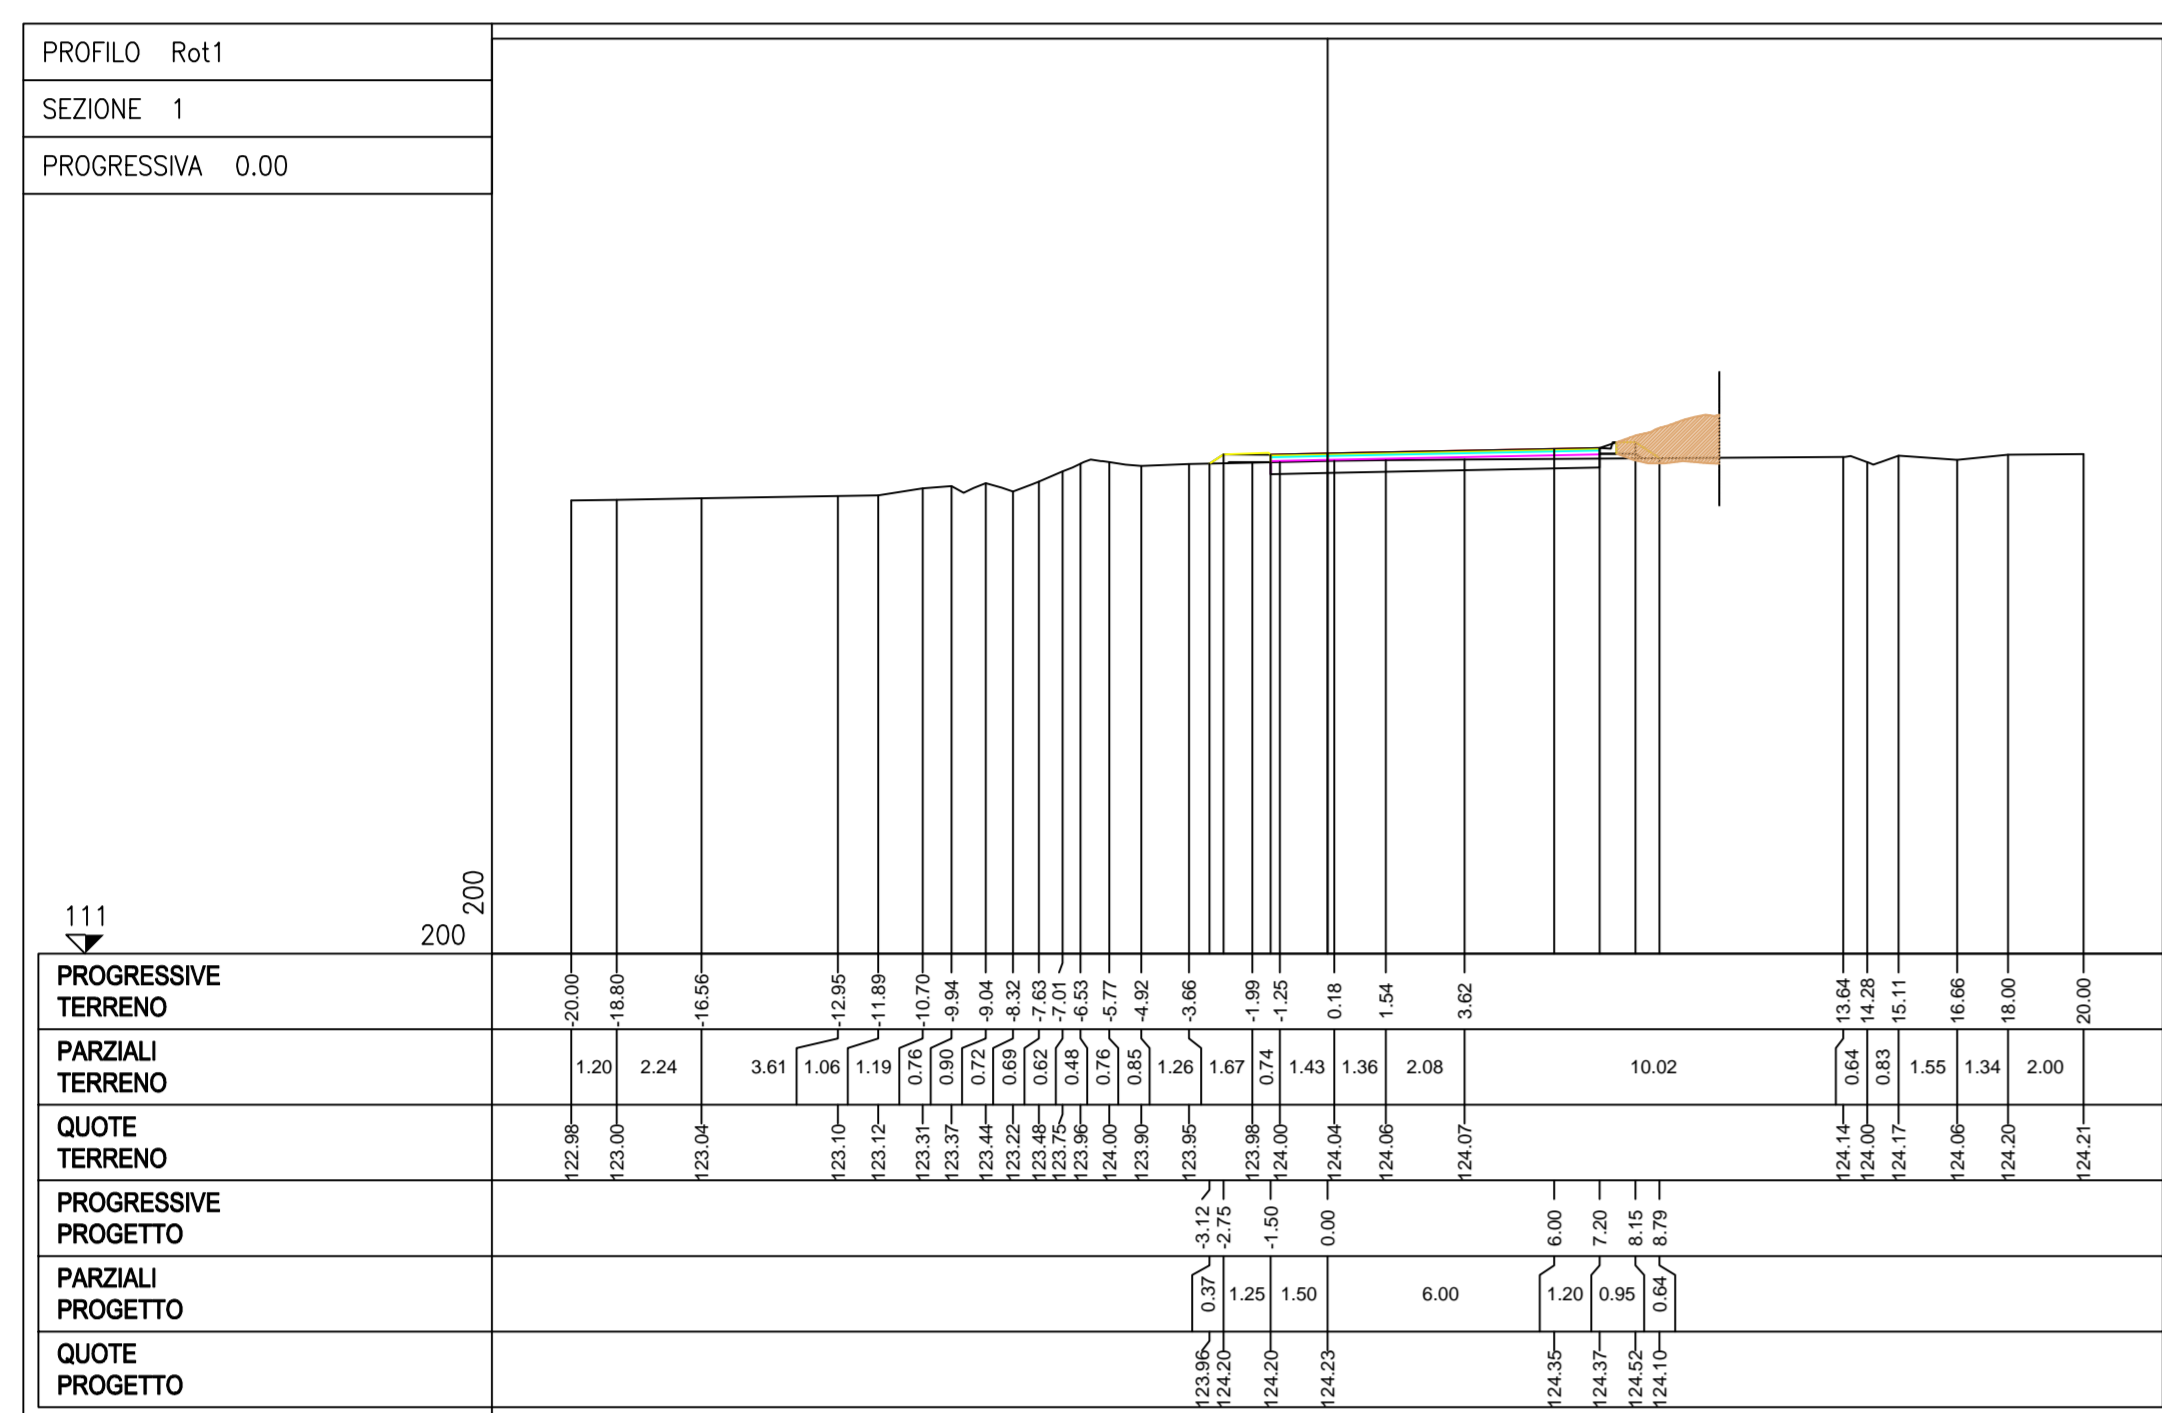 PROFILO Rot1
SEZIONE 1
PROGRESSIVA 0.00
111
200
200
PROGRESSIVE
TERRENO
-20.00 -18.80 -16.56 -12.95 -11.89 -10.70 -9.94 -9.04 -8.32 -7.63 -7.01 -6.53 -5.77 -4.92 -3.66 -1.99 -1.25 0.18 1.54 3.62 13.64 14.28 15.11 16.66 18.00 20.00
PARZIALI
TERRENO
1.20 2.24 3.61 1.06 1.19 0.76 0.90 0.72 0.69 0.62 0.48 0.76 0.85 1.26 1.67 0.74 1.43 1.36 2.08 10.02 0.64 0.83 1.55 1.34 2.00
QUOTE
TERRENO
122.98 123.00 123.04 123.10 123.12 123.31 123.37 123.44 123.22 123.48 123.75 123.96 124.00 123.90 123.95 123.98 124.00 124.04 124.06 124.07 124.14 124.00 124.17 124.06 124.20 124.21
PROGRESSIVE
PROGETTO
-3.12 -2.75 -1.50 0.00 6.00 7.20 8.15 8.79
PARZIALI
PROGETTO
0.37 1.25 1.50 6.00 1.20 0.95 0.64
QUOTE
PROGETTO
123.96 124.20 124.20 124.23 124.35 124.37 124.52 124.10